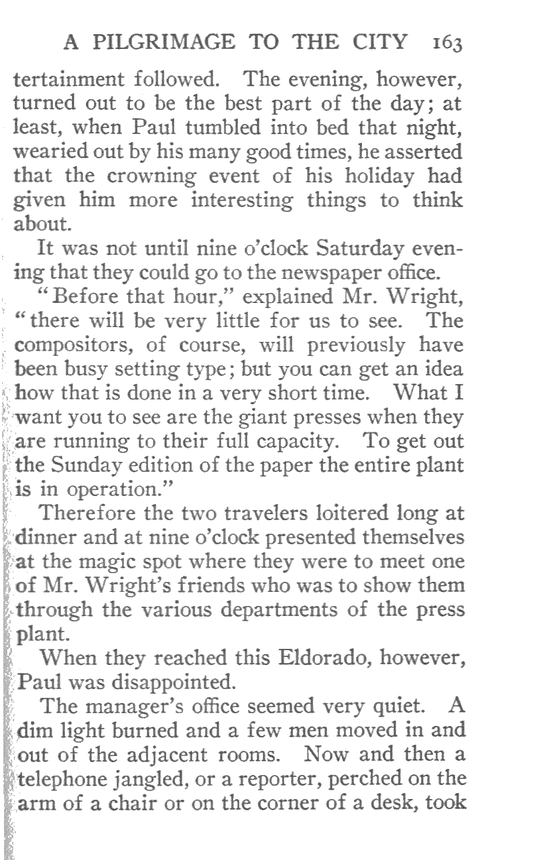 A PILGRIMAGE TO THE CITY 163
tertainment followed. The evening, however,
turned out to be the best part of the day; at
least, when Paul tumbled into bed that night,
wearied out by his many good times, he asserted
that the crowning event of his holiday had
given him more interesting things to think
about.
It was not until nine o'clock Saturday even-
ing that they could go to the newspaper office.
"Before that hour," explained Mr. Wright,
"there will be very little for us to see. The
compositors, of course, will previously have
been busy setting type; but you can get an idea
how that is done in a very short time. What I
want you to see are the giant presses when they
are running to their full capacity. To get out
the Sunday edition of the paper the entire plant
is in operation."
Therefore the two travelers loitered long at
dinner and at nine o'clock presented themselves
at the magic spot where they were to meet one
of Mr. Wright's friends who was to show them
through the various departments of the press
plant.
When they reached this Eldorado, however,
Paul was disappointed.
The manager's office seemed very quiet. A
dim light burned and a few men moved in and
out of the adjacent rooms. Now and then a
telephone jangled, or a reporter, perched on the
arm of a chair or on the corner of a desk, took